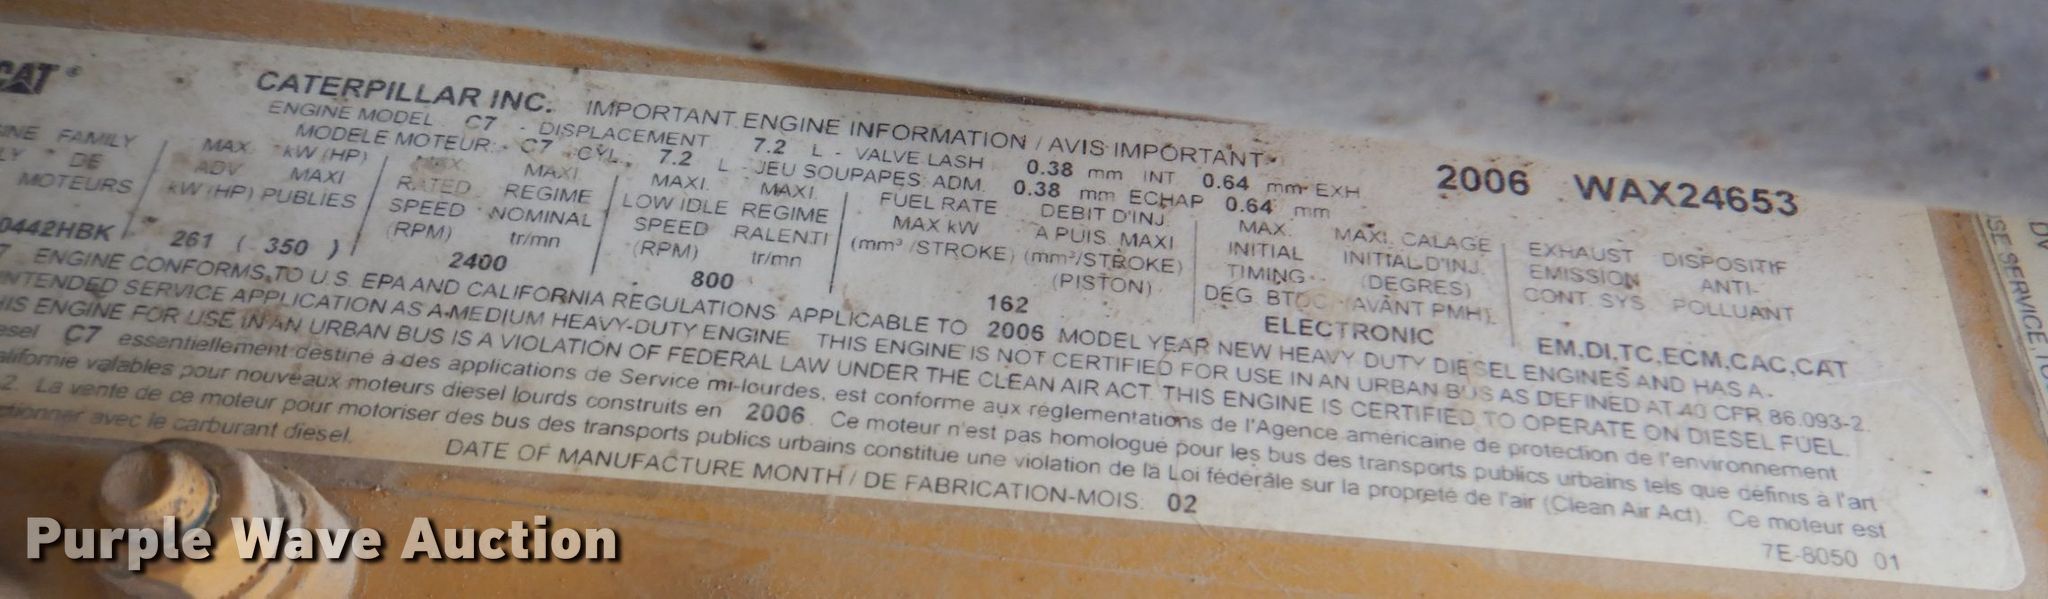 CAT®
CATERPILLAR INC. IMPORTANT ENGINE INFORMATION / AVIS IMPORTANT
ENGINE MODEL C7 - DISPLACEMENT 7.2 L - VALVE LASH 0.38 mm INT 0.64 mm EXH
MODELE MOTEUR - C7 - CYL. 7.2 L - JEU SOUPAPES ADM. 0.38 mm ECHAP 0.64 mm
2006 WAX24653
FAMILY
DE
MOTEURS
0442HBK
MAX. kW (HP)
ADV MAXI
kW (HP) PUBLIES
261 ( 350 )
MAX. MAXI
RATED REGIME
SPEED NOMINAL
(RPM) tr/mn
2400
MAXI. MAXI.
LOW IDLE REGIME
SPEED RALENTI
(RPM) tr/mn
800
FUEL RATE DEBIT D'INJ.
MAX kW A PUIS. MAXI
(mm³ /STROKE) (mm³/STROKE)
(PISTON)
162
MAX. MAXI. CALAGE
INITIAL INITIAL D'INJ.
TIMING (DEGRES)
DEG. BTDC (AVANT PMH)
ELECTRONIC
EXHAUST DISPOSITIF
EMISSION ANTI-
CONT. SYS POLLUANT
EM,DI,TC,ECM,CAC,CAT
ENGINE CONFORMS TO U.S. EPA AND CALIFORNIA REGULATIONS APPLICABLE TO 2006 MODEL YEAR NEW HEAVY DUTY DIESEL ENGINES AND HAS A
INTENDED SERVICE APPLICATION AS A MEDIUM HEAVY-DUTY ENGINE. THIS ENGINE IS NOT CERTIFIED FOR USE IN AN URBAN BUS AS DEFINED AT 40 CFR 86.093-2.
ENGINE FOR USE IN AN URBAN BUS IS A VIOLATION OF FEDERAL LAW UNDER THE CLEAN AIR ACT. THIS ENGINE IS CERTIFIED TO OPERATE ON DIESEL FUEL.
C7 essentiellement destiné à des applications de Service mi-lourdes, est conforme aux réglementations de l'Agence américaine de protection de l'environnement
valables pour nouveaux moteurs diesel lourds construits en 2006. Ce moteur n'est pas homologué pour les bus des transports publics urbains tels que définis à l'art
La vente de ce moteur pour motoriser des bus des transports publics urbains constitue une violation de la Loi fédérale sur la propreté de l'air (Clean Air Act). Ce moteur est
avec le carburant diesel.
DATE OF MANUFACTURE MONTH / DE FABRICATION-MOIS. 02
7E-8050 01
SE SERVICE
Purple Wave Auction